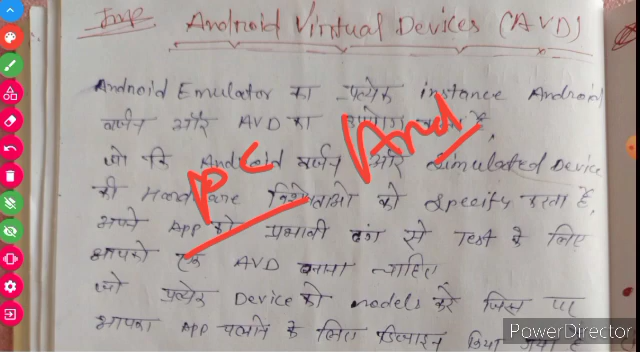 Imp. Android Virtual Devices (AVD)
Android Emulator का प्रत्येक instance Android
वर्जन और AVD का उपयोग करता है
जो कि Android वर्जन और Simulated Device
की Hardware विशेषताओ को Specify करता है,
अपने App को प्रभावी ढंग से Test के लिए
आपको एक AVD बनाना चाहिए
जो प्रत्येक Device को models करे जिस पर
आपका App चलाने के लिए डिजाइन किया गया है
PC And
PowerDirector